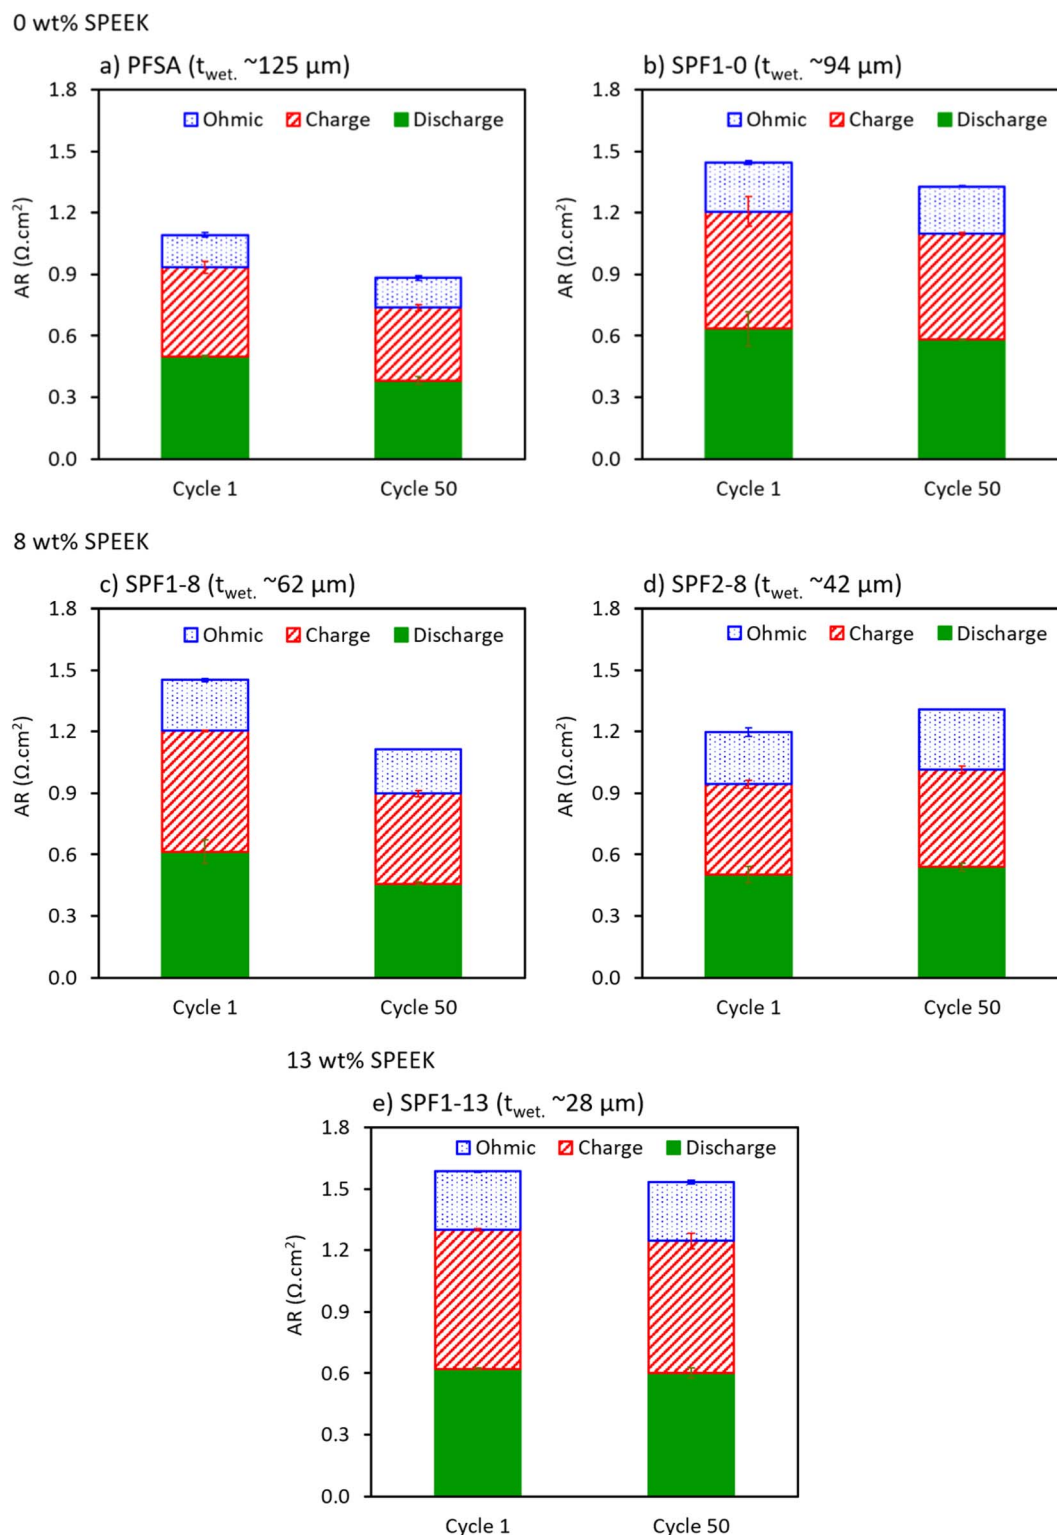 0 wt% SPEEK
a) PFSA (twet. ~125 µm)
b) SPF1-0 (twet. ~94 µm)
1.8
1.5
1.2
0.9
0.6
0.3
0.0
AR (Ω.cm²)
Ohmic Charge Discharge
Cycle 1 Cycle 50
1.8
1.5
1.2
0.9
0.6
0.3
0.0
AR (Ω.cm²)
Ohmic Charge Discharge
Cycle 1 Cycle 50
8 wt% SPEEK
c) SPF1-8 (twet. ~62 µm)
d) SPF2-8 (twet. ~42 µm)
1.8
1.5
1.2
0.9
0.6
0.3
0.0
AR (Ω.cm²)
Ohmic Charge Discharge
Cycle 1 Cycle 50
1.8
1.5
1.2
0.9
0.6
0.3
0.0
AR (Ω.cm²)
Ohmic Charge Discharge
Cycle 1 Cycle 50
13 wt% SPEEK
e) SPF1-13 (twet. ~28 µm)
1.8
1.5
1.2
0.9
0.6
0.3
0.0
AR (Ω.cm²)
Ohmic Charge Discharge
Cycle 1 Cycle 50